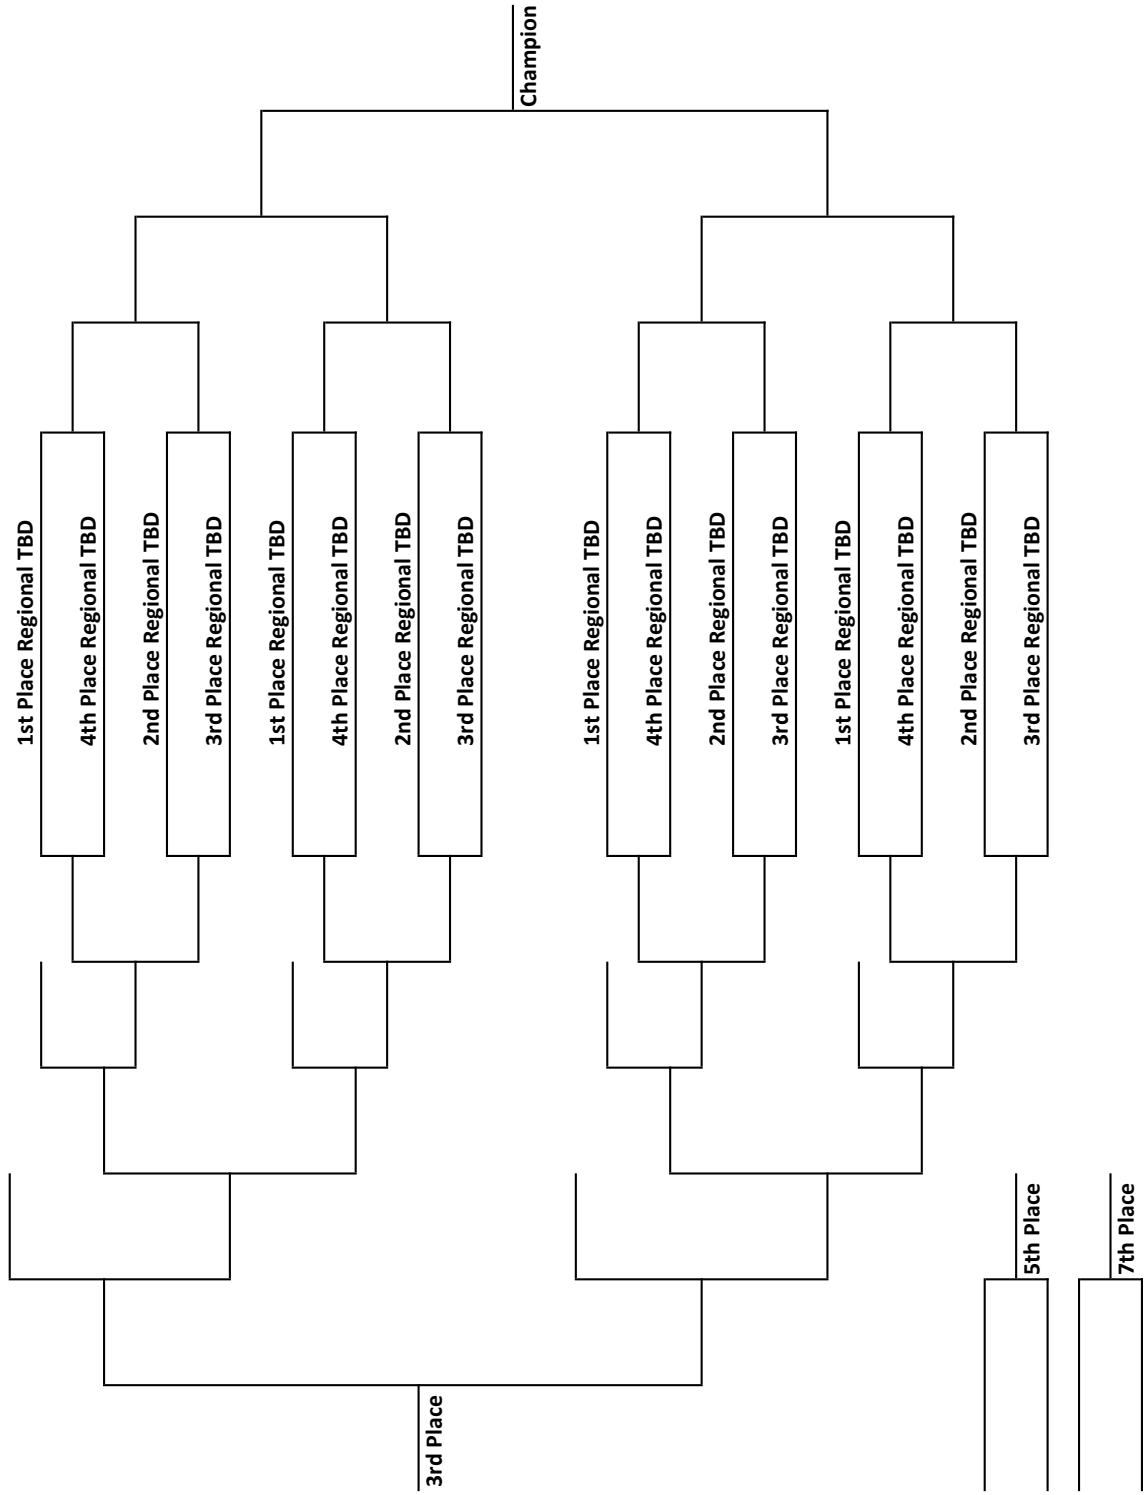 Champion
1st Place Regional TBD
4th Place Regional TBD
2nd Place Regional TBD
3rd Place Regional TBD
1st Place Regional TBD
4th Place Regional TBD
2nd Place Regional TBD
3rd Place Regional TBD
1st Place Regional TBD
4th Place Regional TBD
2nd Place Regional TBD
3rd Place Regional TBD
1st Place Regional TBD
4th Place Regional TBD
2nd Place Regional TBD
3rd Place Regional TBD
3rd Place
5th Place
7th Place